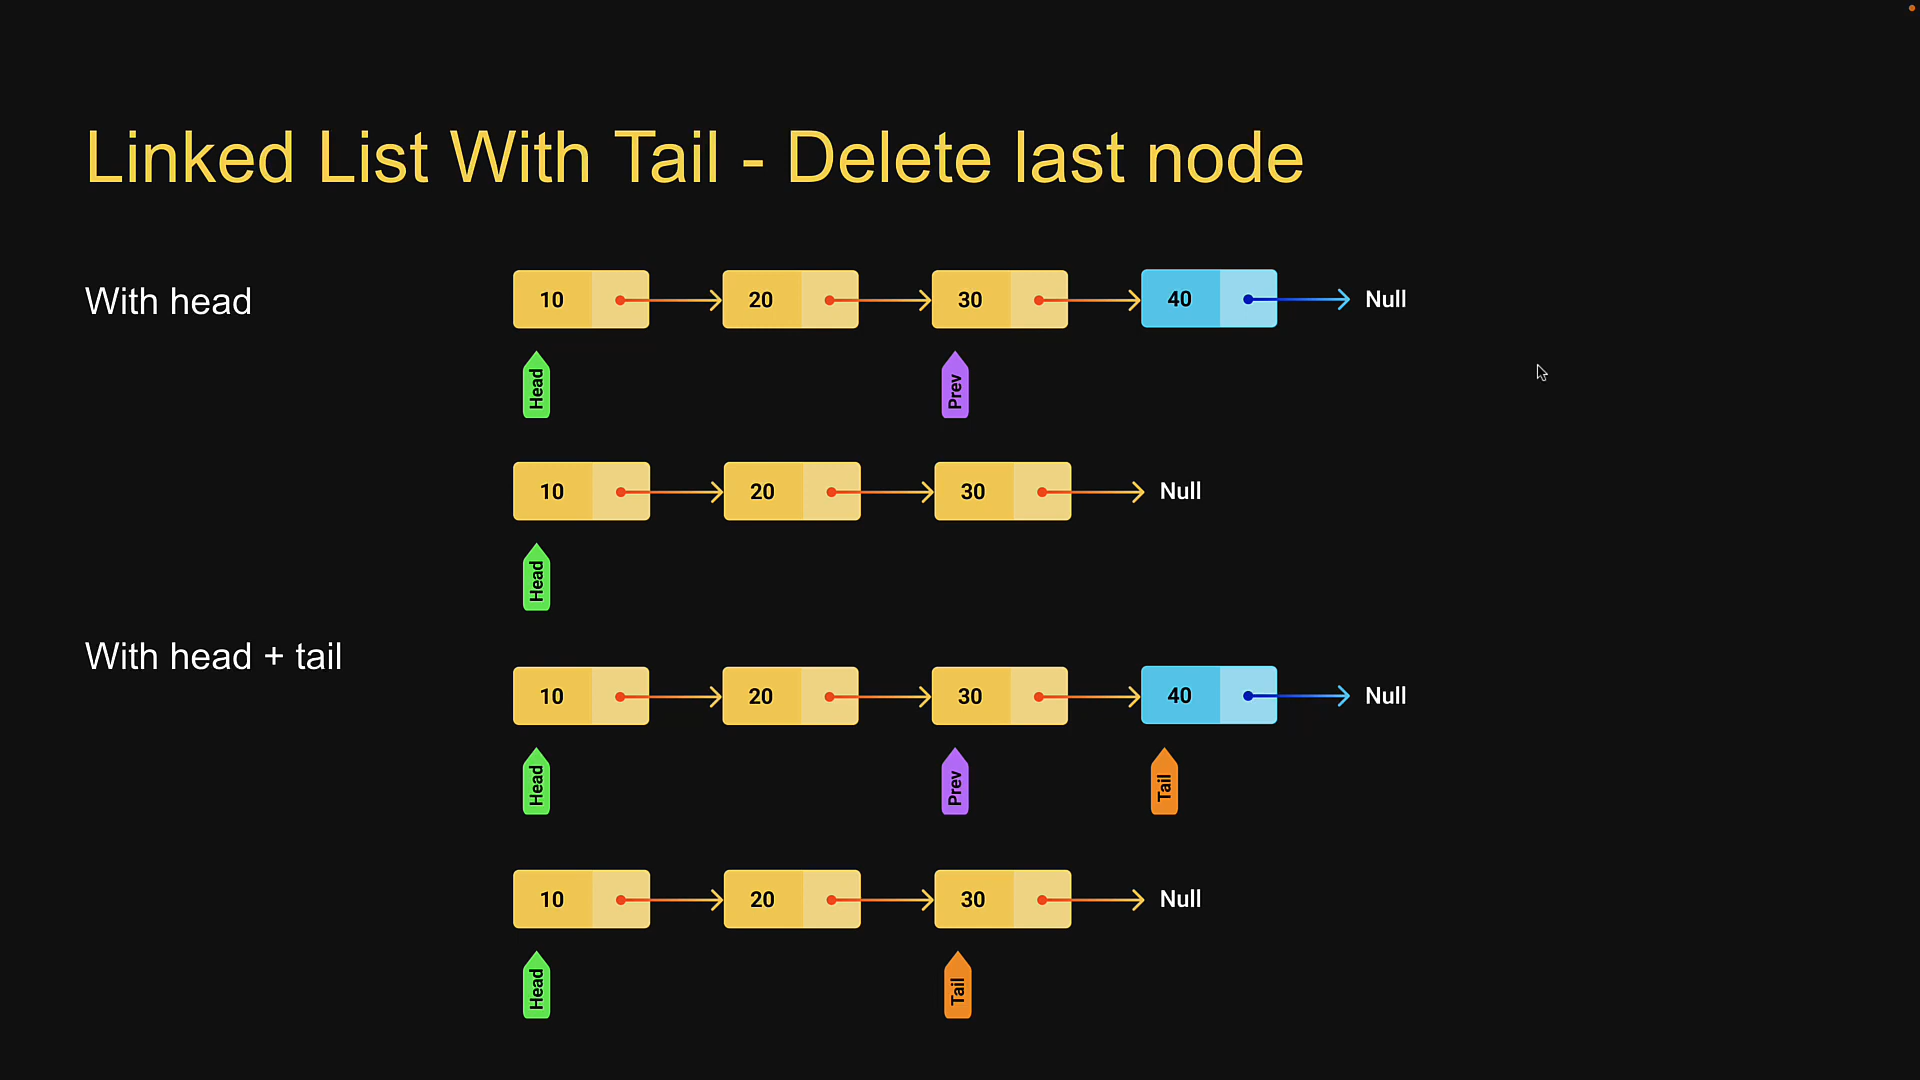 Linked List With Tail - Delete last node
With head
10 20 30 40 Null
Head Prev
10 20 30 Null
Head
With head + tail
10 20 30 40 Null
Head Prev Tail
10 20 30 Null
Head Tail